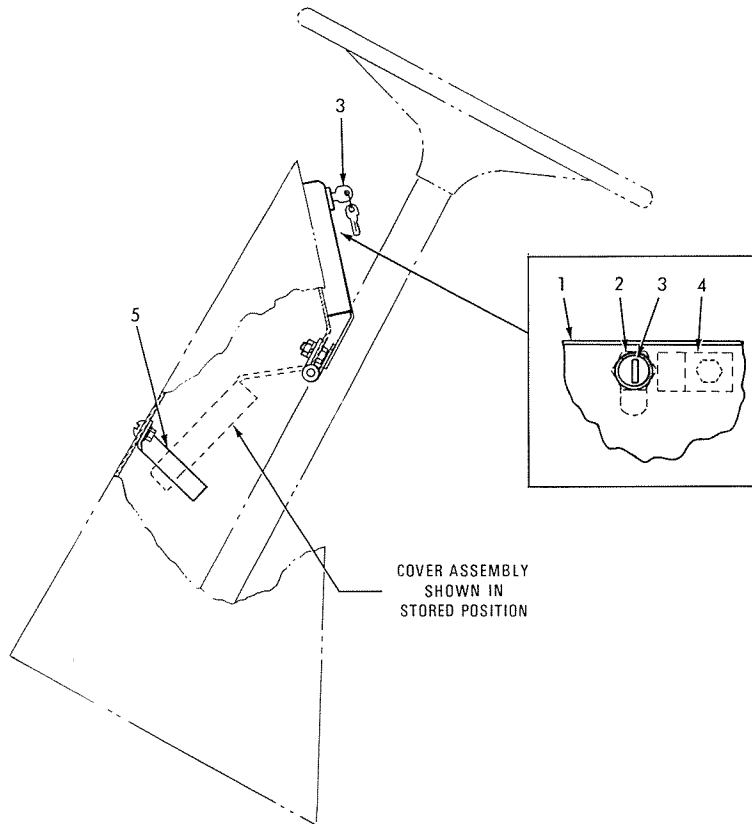 3
1 2 3 4
5
COVER ASSEMBLY
SHOWN IN
STORED POSITION